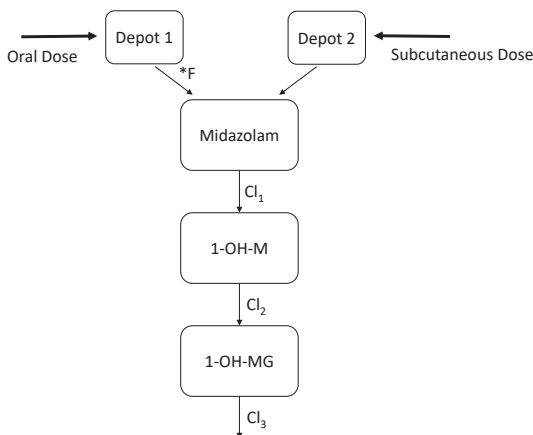 Depot 1
Depot 2
Oral Dose
Subcutaneous Dose
*F
Midazolam
Cl₁
1-OH-M
Cl₂
1-OH-MG
Cl₃